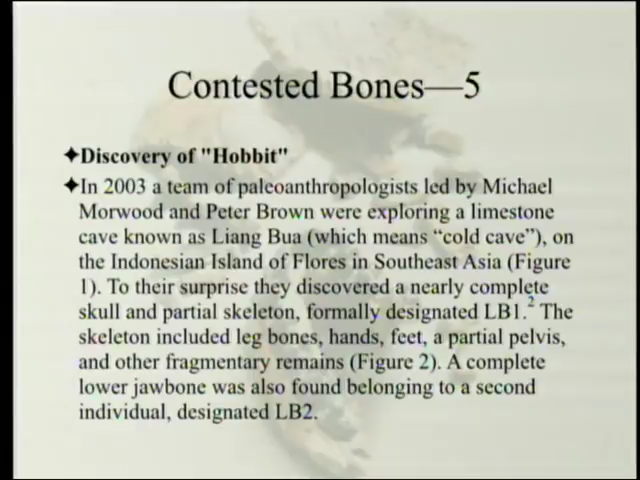 Contested Bones—5
✦Discovery of "Hobbit"
✦In 2003 a team of paleoanthropologists led by Michael
Morwood and Peter Brown were exploring a limestone
cave known as Liang Bua (which means “cold cave”), on
the Indonesian Island of Flores in Southeast Asia (Figure
1). To their surprise they discovered a nearly complete
skull and partial skeleton, formally designated LB1.2 The
skeleton included leg bones, hands, feet, a partial pelvis,
and other fragmentary remains (Figure 2). A complete
lower jawbone was also found belonging to a second
individual, designated LB2.